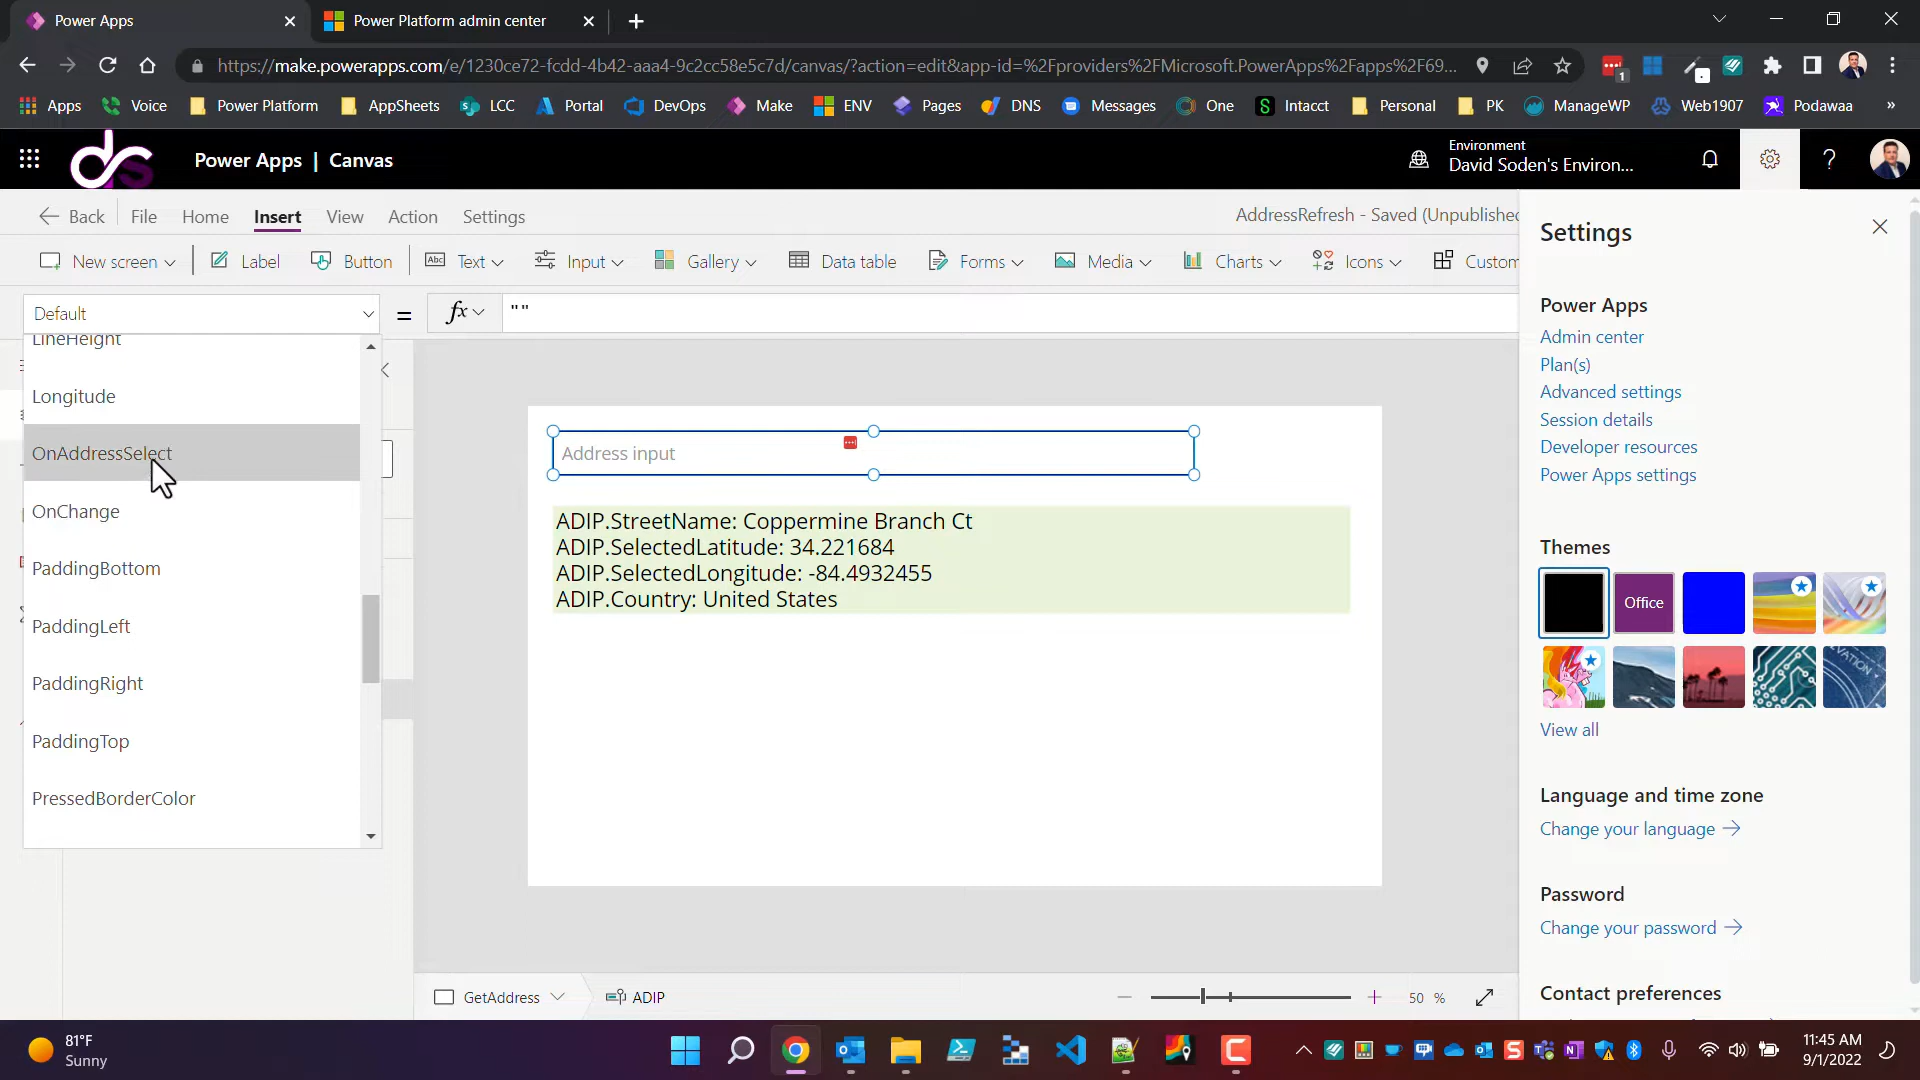 Power Apps
Power Platform admin center
https://make.powerapps.com/e/1230ce72-fcdd-4b42-aaa4-9c2cc58e5c7d/canvas/?action=edit&app-id=%2Fproviders%2FMicrosoft.PowerApps%2Fapps%2F69...
1
Apps
Voice
Power Platform
AppSheets
LCC
Portal
DevOps
Make
ENV
Pages
DNS
Messages
One
Intacct
Personal
PK
ManageWP
Web1907
Podawaa
»
ds
Power Apps | Canvas
Environment
David Soden's Environ...
?
Back
File
Home
Insert
View
Action
Settings
AddressRefresh - Saved (Unpublished
New screen
Label
Button
Abc
Text
Input
Gallery
Data table
Forms
Media
Charts
Icons
Custom
Default
=
fx
""
LineHeight
Longitude
OnAddressSelect
OnChange
PaddingBottom
PaddingLeft
PaddingRight
PaddingTop
PressedBorderColor
Address input
ADIP.StreetName: Coppermine Branch Ct
ADIP.SelectedLatitude: 34.221684
ADIP.SelectedLongitude: -84.4932455
ADIP.Country: United States
GetAddress
ADIP
50 %
Settings
Power Apps
Admin center
Plan(s)
Advanced settings
Session details
Developer resources
Power Apps settings
Themes
Office
View all
Language and time zone
Change your language
Password
Change your password
Contact preferences
81°F
Sunny
11:45 AM
9/1/2022